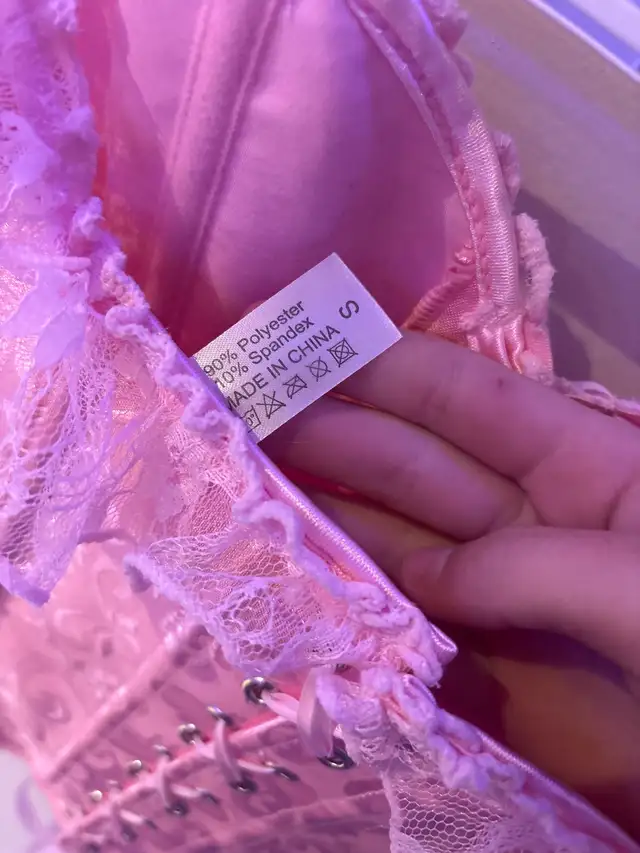 90% Polyester
10% Spandex
MADE IN CHINA
S